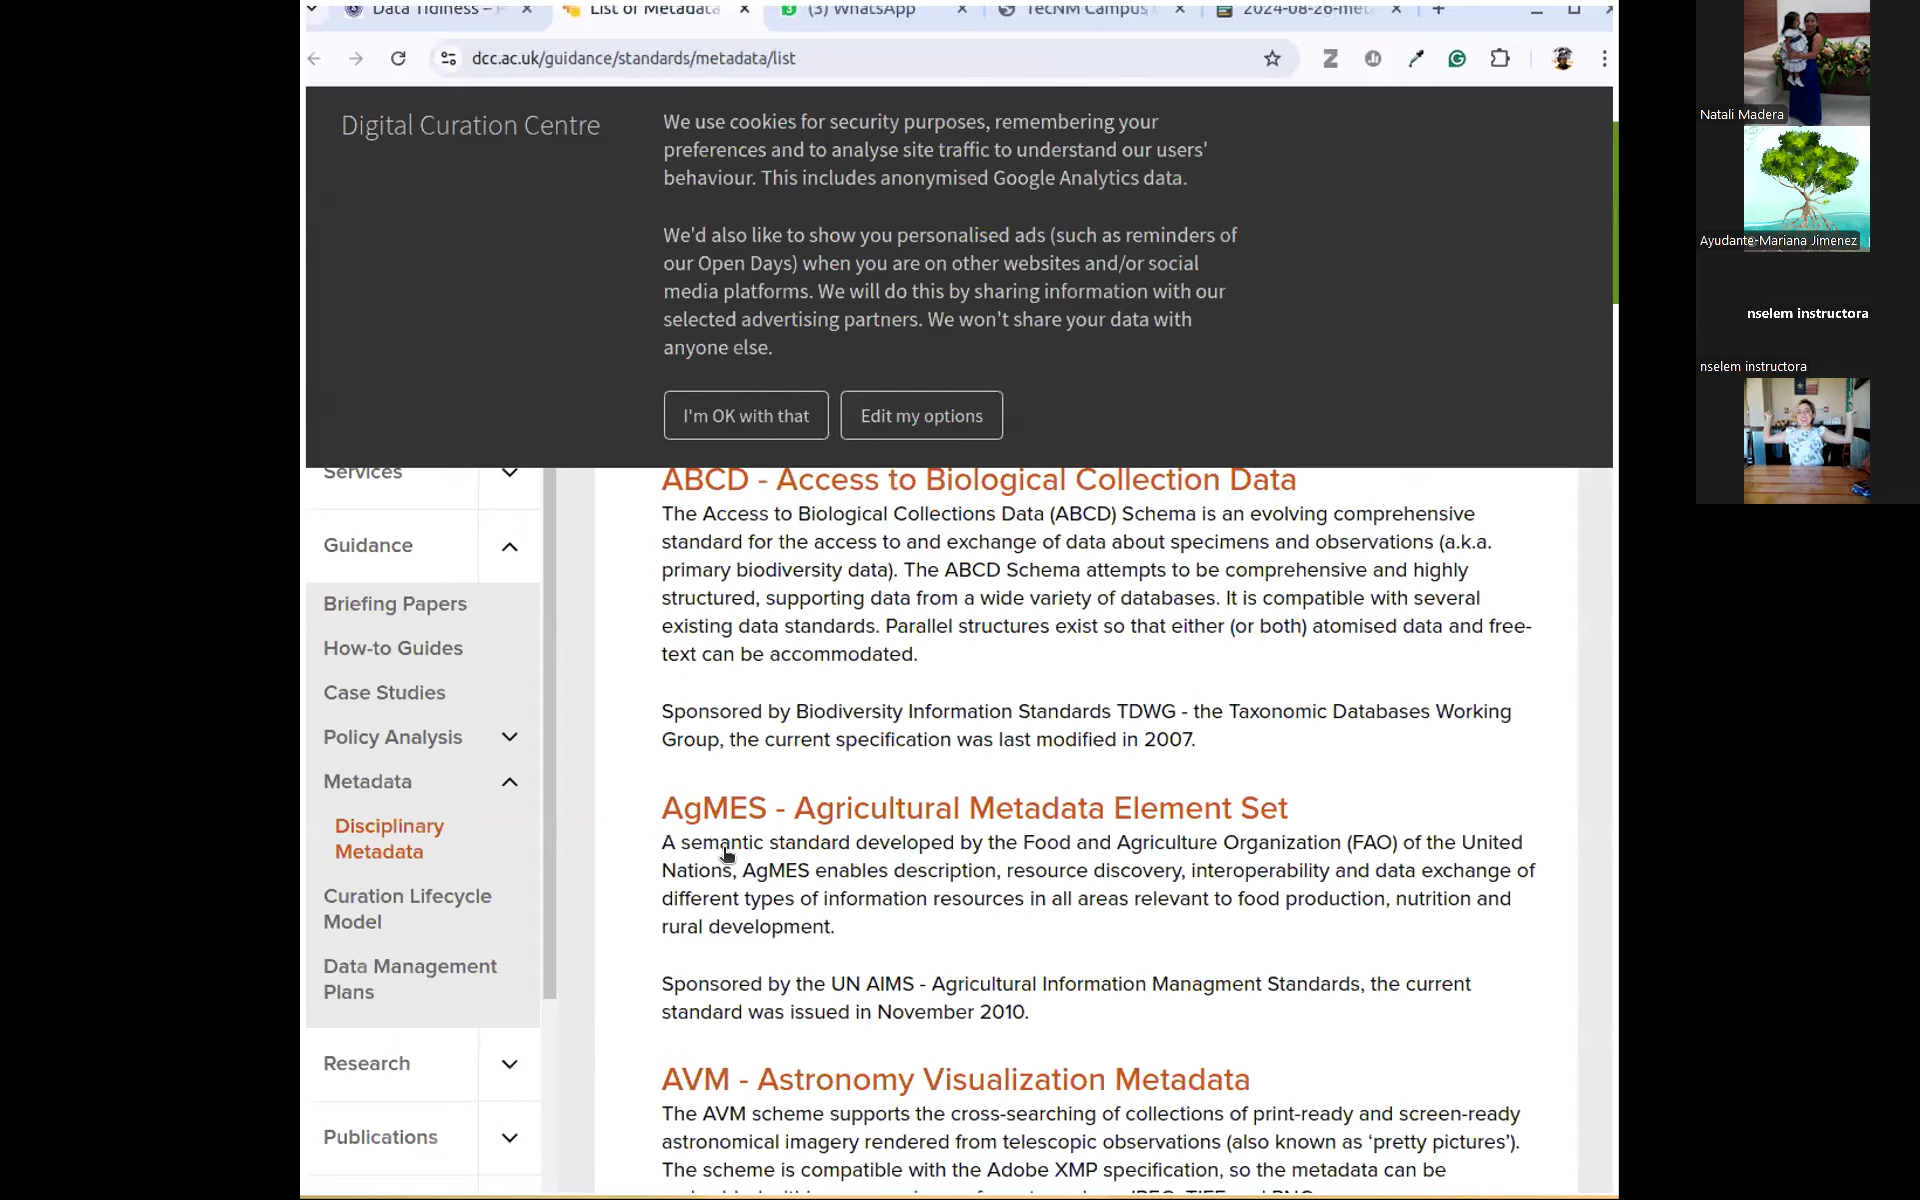 Data Tidiness –
List of Metadata
(3) WhatsApp
TecNM Campus
2024-08-26-met
dcc.ac.uk/guidance/standards/metadata/list
Digital Curation Centre
We use cookies for security purposes, remembering your
preferences and to analyse site traffic to understand our users'
behaviour. This includes anonymised Google Analytics data.
We'd also like to show you personalised ads (such as reminders of
our Open Days) when you are on other websites and/or social
media platforms. We will do this by sharing information with our
selected advertising partners. We won't share your data with
anyone else.
I'm OK with that
Edit my options
Services
Guidance
Briefing Papers
How-to Guides
Case Studies
Policy Analysis
Metadata
Disciplinary
Metadata
Curation Lifecycle
Model
Data Management
Plans
Research
Publications
ABCD - Access to Biological Collection Data
The Access to Biological Collections Data (ABCD) Schema is an evolving comprehensive
standard for the access to and exchange of data about specimens and observations (a.k.a.
primary biodiversity data). The ABCD Schema attempts to be comprehensive and highly
structured, supporting data from a wide variety of databases. It is compatible with several
existing data standards. Parallel structures exist so that either (or both) atomised data and free-
text can be accommodated.
Sponsored by Biodiversity Information Standards TDWG - the Taxonomic Databases Working
Group, the current specification was last modified in 2007.
AgMES - Agricultural Metadata Element Set
A semantic standard developed by the Food and Agriculture Organization (FAO) of the United
Nations, AgMES enables description, resource discovery, interoperability and data exchange of
different types of information resources in all areas relevant to food production, nutrition and
rural development.
Sponsored by the UN AIMS - Agricultural Information Managment Standards, the current
standard was issued in November 2010.
AVM - Astronomy Visualization Metadata
The AVM scheme supports the cross-searching of collections of print-ready and screen-ready
astronomical imagery rendered from telescopic observations (also known as ‘pretty pictures’).
The scheme is compatible with the Adobe XMP specification, so the metadata can be
Natali Madera
Ayudante-Mariana Jimenez
nselem instructora
nselem instructora